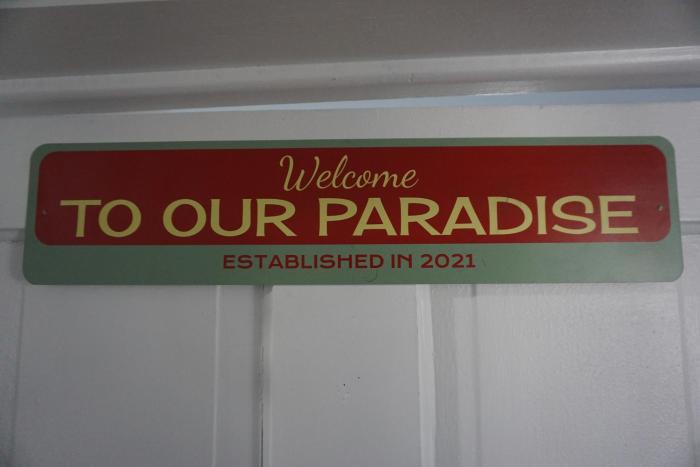 Welcome
TO OUR PARADISE
ESTABLISHED IN 2021